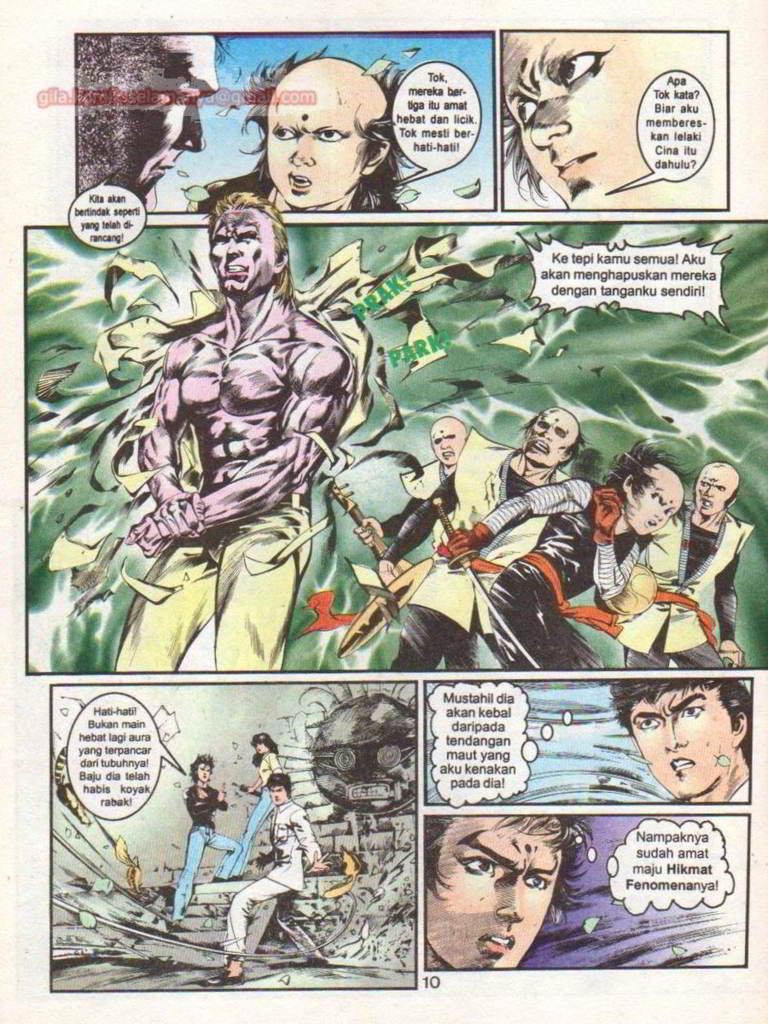 Tok,
mereka ber-
tiga itu amat
hebat dan licik.
Tok mesti ber-
hati-hati!
Apa
Tok kata?
Biar aku
memberes-
kan lelaki
Cina itu
dahulu?
Kita akan
bertindak seperti
yang telah di-
rancang!
Ke tepi kamu semua! Aku
akan menghapuskan mereka
dengan tanganku sendiri!
PRAK!
PARK!
Hati-hati!
Bukan main
hebat lagi aura
yang terpancar
dari tubuhnya!
Baju dia telah
habis koyak
rabak!
Mustahil dia
akan kebal
daripada
tendangan
maut yang
aku kenakan
pada dia!
Nampaknya
sudah amat
maju Hikmat
Fenomenanya!
10